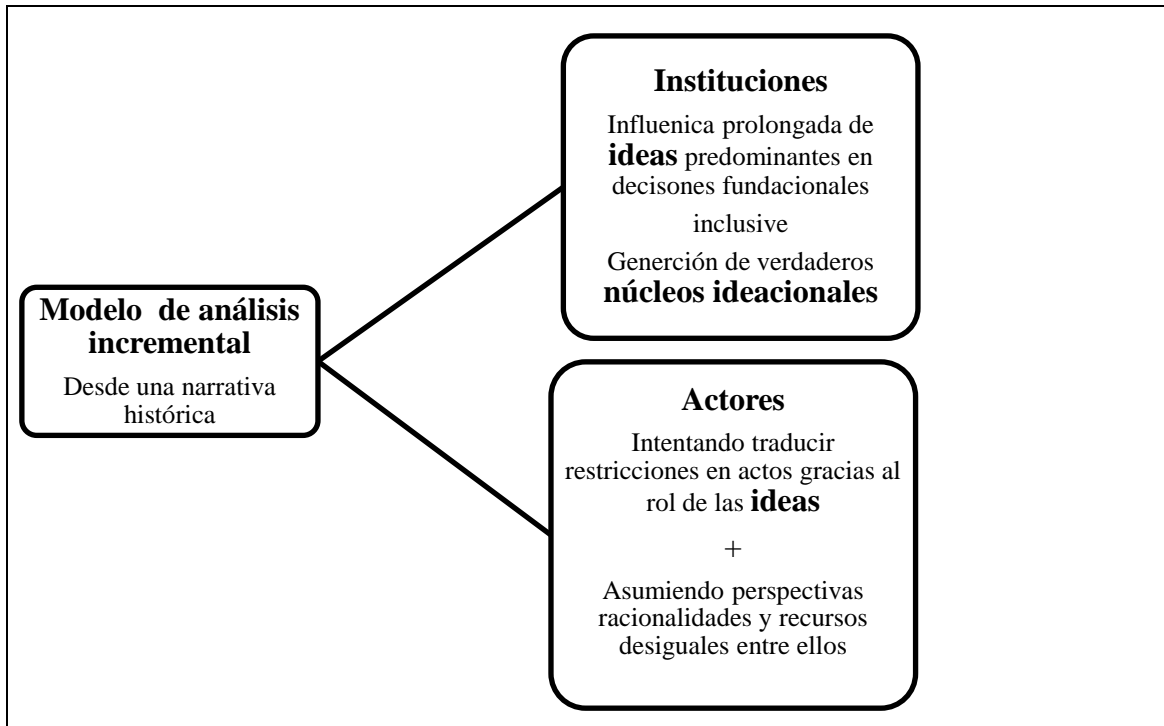 Modelo de análisis
incremental
Desde una narrativa
histórica
Instituciones
Influenica prolongada de
ideas predominantes en
decisones fundacionales
inclusive
Generción de verdaderos
núcleos ideacionales
Actores
Intentando traducir
restricciones en actos gracias al
rol de las ideas
+
Asumiendo perspectivas
racionalidades y recursos
desiguales entre ellos